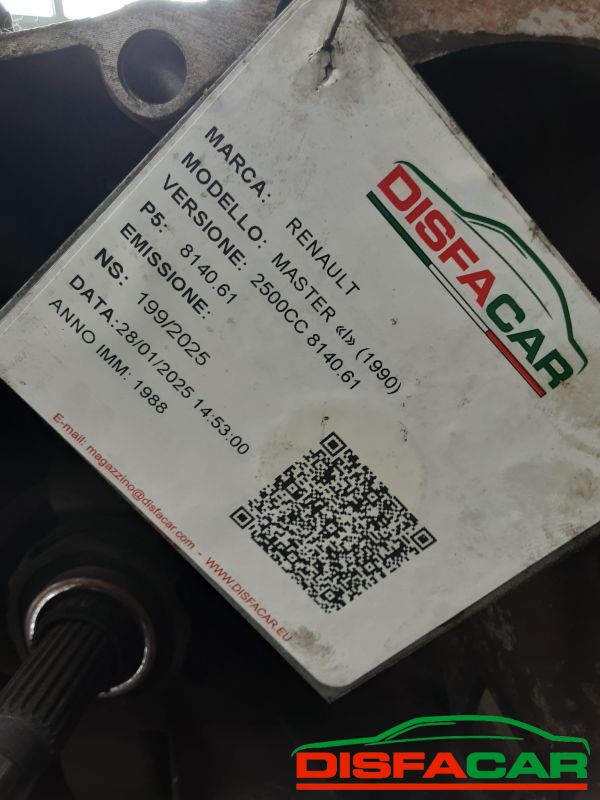 MARCA: RENAULT
MODELLO: MASTER «I» (1990)
VERSIONE: 2500CC 8140.61
P5: 8140.61
EMISSIONE:
NS: 199/2025
DATA:28/01/2025 14:53:00
ANNO IMM: 1988
E-mail: magazzino@disfacar.com - WWW.DISFACAR.EU
DISFACAR
DISFACAR